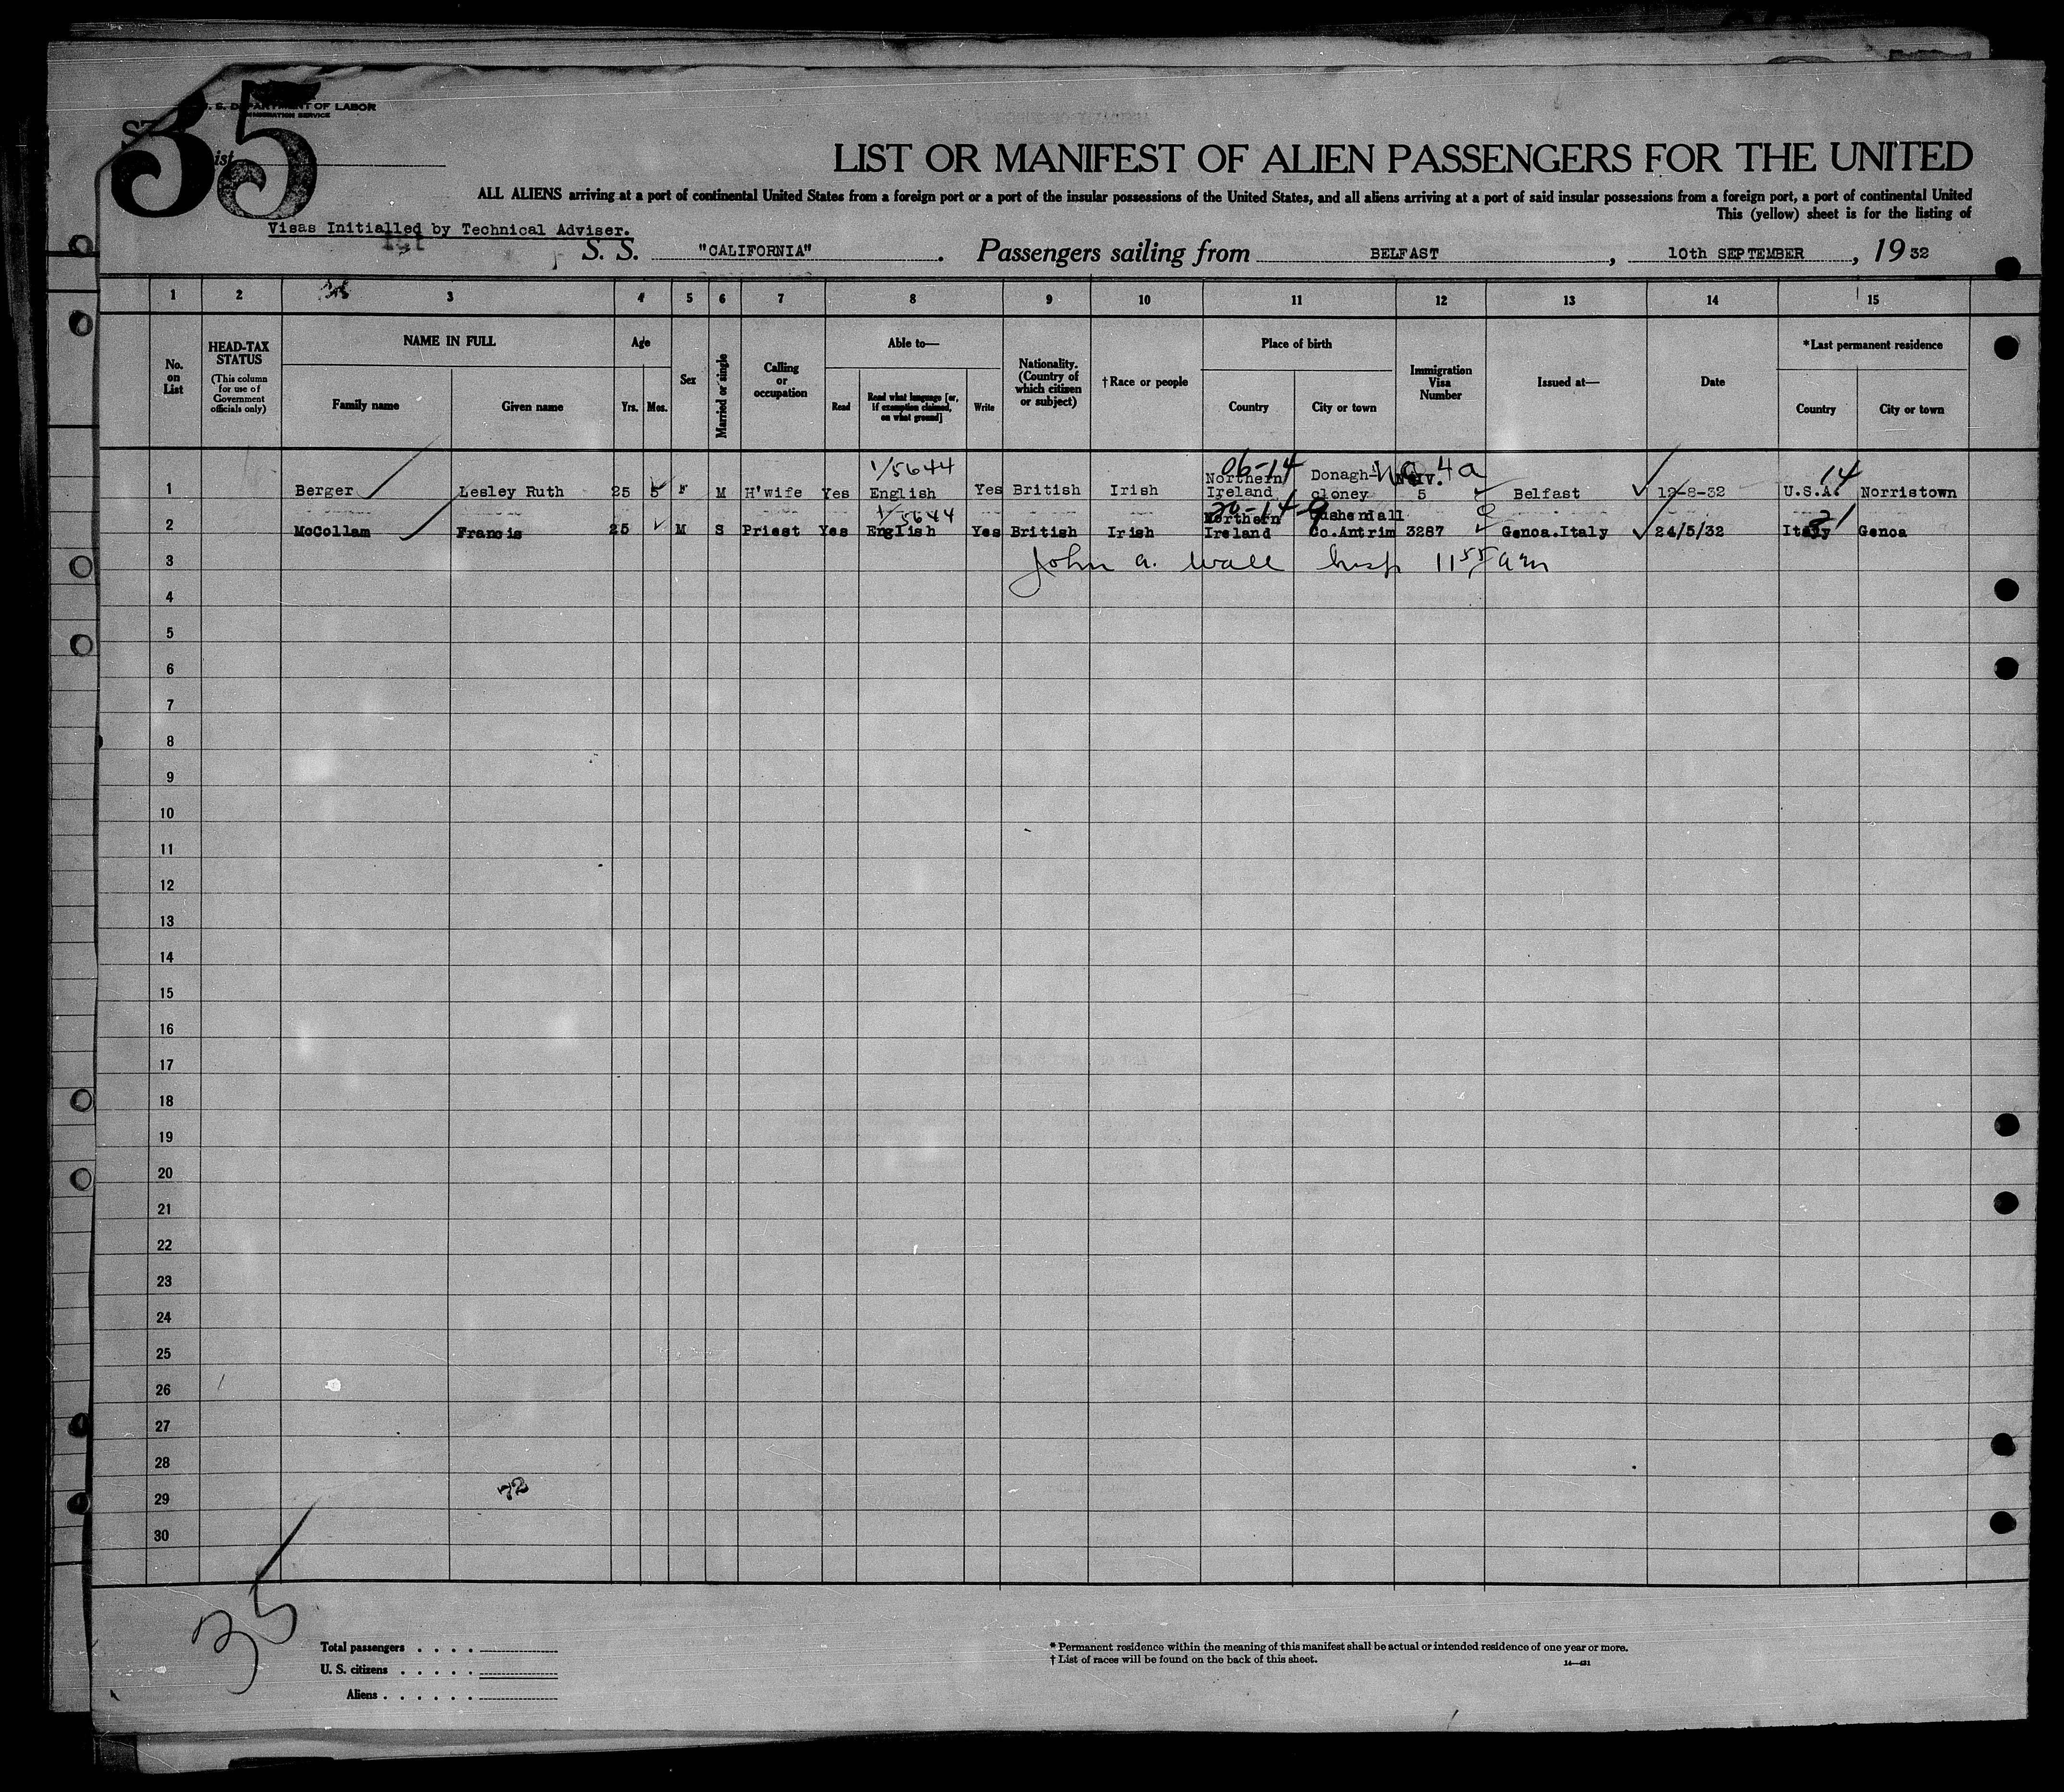 35
U. S. DEPARTMENT OF LABOR
IMMIGRATION SERVICE
LIST OR MANIFEST OF ALIEN PASSENGERS FOR THE UNITED
ALL ALIENS arriving at a port of continental United States from a foreign port or a port of the insular possessions of the United States, and all aliens arriving at a port of said insular possessions from a foreign port, a port of continental United
This (yellow) sheet is for the listing of
Visas Initialled by Technical Adviser.
S. S. "CALIFORNIA". Passengers sailing from BELFAST, 10th SEPTEMBER, 1932
1 2 3 4 5 6 7 8 9 10 11 12 13 14 15
No. on List
HEAD-TAX STATUS
(This column for use of Government officials only)
NAME IN FULL
Family name Given name
Age
Yrs. Mos.
Sex
Married or single
Calling or occupation
Able to—
Read
Read what language [or, if exemption claimed, on what ground]
Write
Nationality. (Country of which citizen or subject)
†Race or people
Place of birth
Country City or town
Immigration Visa Number
Issued at—
Date
*Last permanent residence
Country City or town
1/5644 06-14 4a 14
1 Berger Lesley Ruth 25 5 F M H'wife Yes English Yes British Irish Northern Ireland Donagh-cloney 5 Belfast 12-8-32 U.S.A. Norristown
1/5644
2 McCollam Francis 25 M S Priest Yes English Yes British Irish Northern Ireland Cushendall Co.Antrim 3287 Genoa.Italy 24/5/32 Italy Genoa
3 John A. Wall Insp 11 55 am
4
5
6
7
8
9
10
11
12
13
14
15
16
17
18
19
20
21
22
23
24
25
26
27
28
29
30
72
35
Total passengers
U. S. citizens
Aliens
* Permanent residence within the meaning of this manifest shall be actual or intended residence of one year or more.
† List of races will be found on the back of this sheet.
14—431